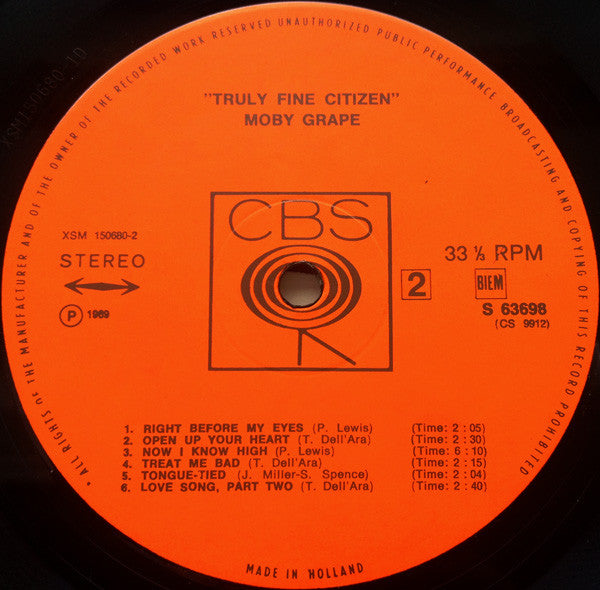 · ALL RIGHTS of THE MANUFACTURER AND OF THE OWNER OF THE RECORDED WORK RESERVED UNAUTHORIZED PUBLIC PERFORMANCE BROADCASTING AND COPYING OF THIS RECORD PROHIBITED ·
XSM 150680-1D
"TRULY FINE CITIZEN"
MOBY GRAPE
CBS
XSM 150680-2
STEREO
Ⓟ 1969
2
33 ⅓ RPM
BIEM
S 63698
(CS 9912)
1. RIGHT BEFORE MY EYES (P. Lewis) (Time: 2 : 05)
2. OPEN UP YOUR HEART (T. Dell'Ara) (Time: 2 : 30)
3. NOW I KNOW HIGH (P. Lewis) (Time: 6 : 10)
4. TREAT ME BAD (T. Dell'Ara) (Time: 2 : 15)
5. TONGUE-TIED (J. Miller-S. Spence) (Time: 2 : 04)
6. LOVE SONG, PART TWO (T. Dell'Ara) (Time: 2 : 40)
MADE IN HOLLAND